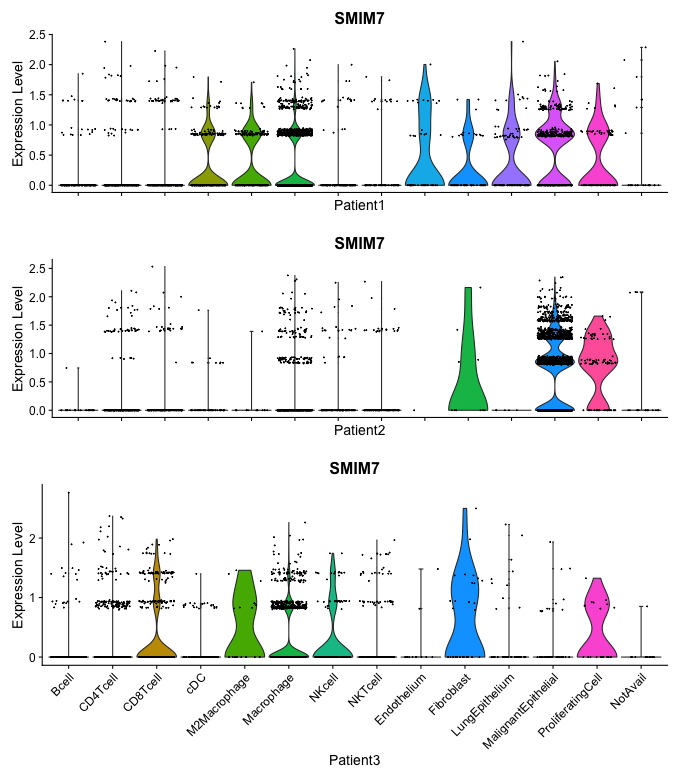 SMIM7
Expression Level
2.5
2.0
1.5
1.0
0.5
0.0
Patient1
SMIM7
Expression Level
2.5
2.0
1.5
1.0
0.5
0.0
Patient2
SMIM7
Expression Level
2
1
0
Bcell
CD4Tcell
CD8Tcell
cDC
M2Macrophage
Macrophage
NKcell
NKTcell
Endothelium
Fibroblast
LungEpithelium
MalignantEpithelial
ProliferatingCell
NotAvail
Patient3